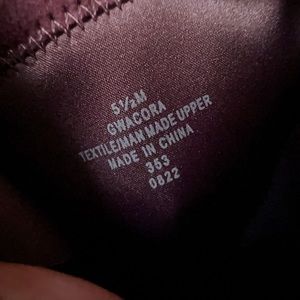 5½M
GWACORA
TEXTILE/MAN MADE UPPER
MADE IN CHINA
353
0822